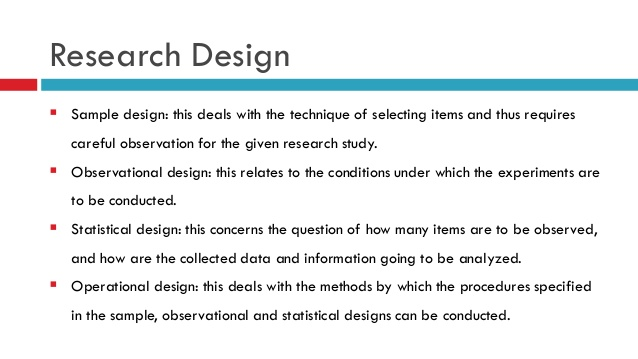 Research Design
▪ Sample design: this deals with the technique of selecting items and thus requires
careful observation for the given research study.
▪ Observational design: this relates to the conditions under which the experiments are
to be conducted.
▪ Statistical design: this concerns the question of how many items are to be observed,
and how are the collected data and information going to be analyzed.
▪ Operational design: this deals with the methods by which the procedures specified
in the sample, observational and statistical designs can be conducted.